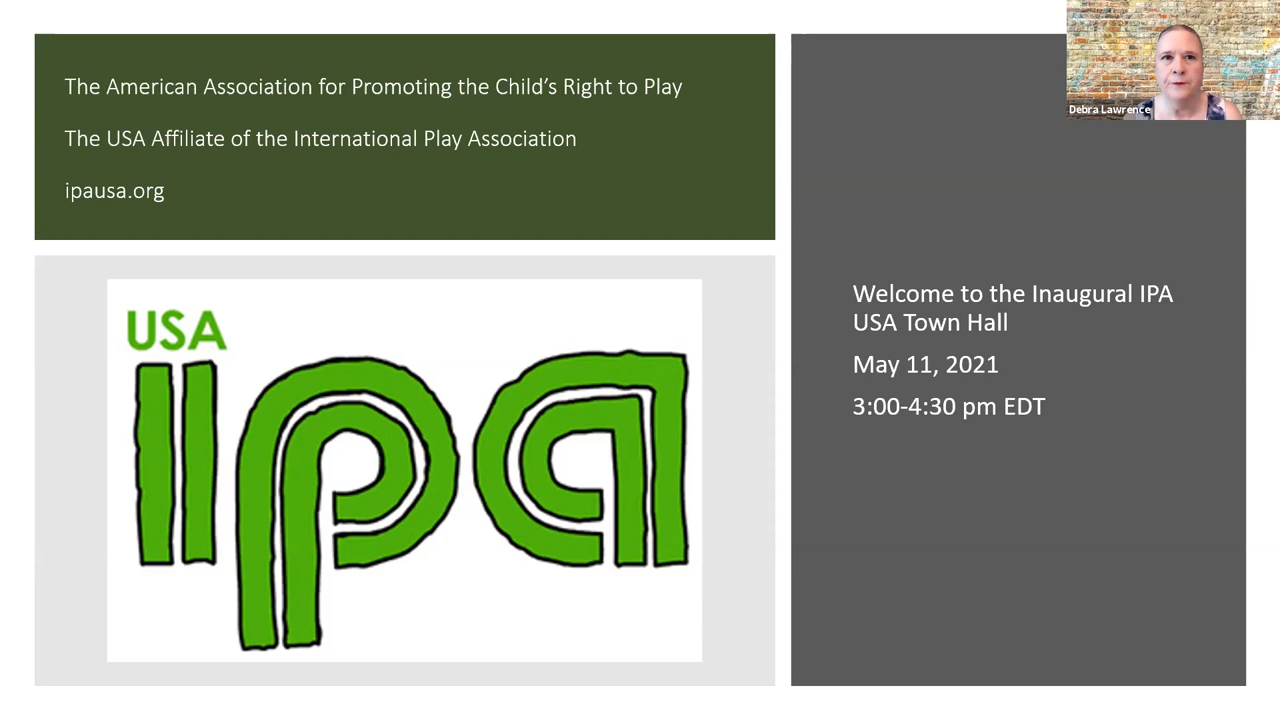 The American Association for Promoting the Child’s Right to Play
The USA Affiliate of the International Play Association
ipausa.org
USA
ipa
Welcome to the Inaugural IPA
USA Town Hall
May 11, 2021
3:00-4:30 pm EDT
Debra Lawrence